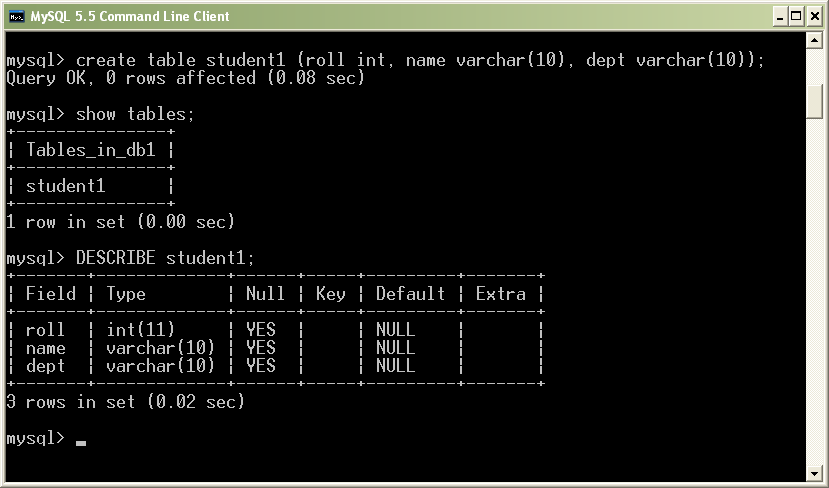 MySQL 5.5 Command Line Client
mysql> create table student1 (roll int, name varchar(10), dept varchar(10));
Query OK, 0 rows affected (0.08 sec)
mysql> show tables;
+---------------+
| Tables_in_db1 |
+---------------+
| student1      |
+---------------+
1 row in set (0.00 sec)
mysql> DESCRIBE student1;
+-------+-------------+------+-----+---------+-------+
| Field | Type        | Null | Key | Default | Extra |
+-------+-------------+------+-----+---------+-------+
| roll  | int(11)     | YES  |     | NULL    |       |
| name  | varchar(10) | YES  |     | NULL    |       |
| dept  | varchar(10) | YES  |     | NULL    |       |
+-------+-------------+------+-----+---------+-------+
3 rows in set (0.02 sec)
mysql> _